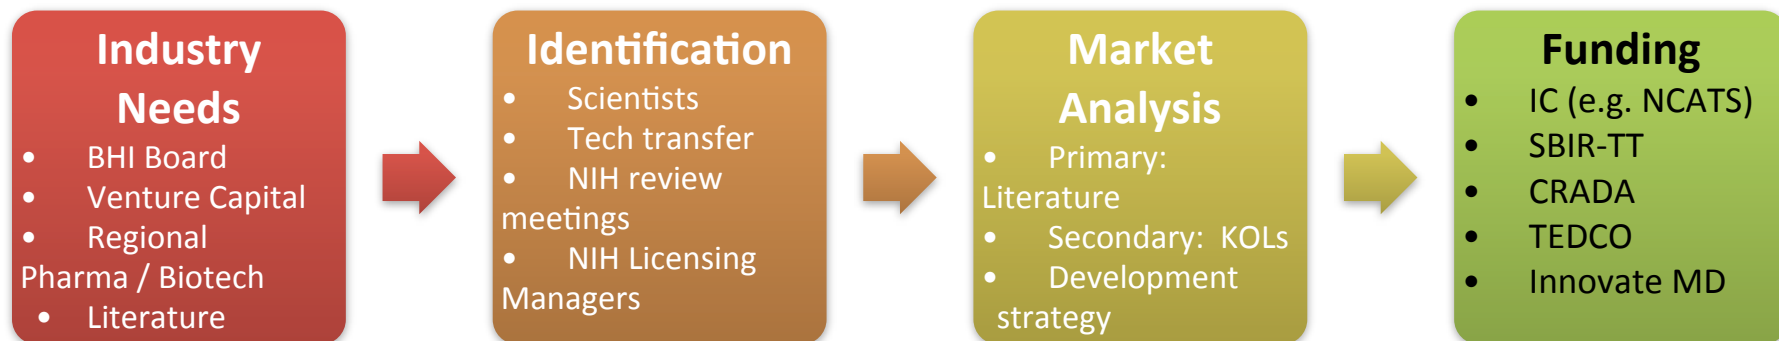 Industry
Needs
• BHI Board
• Venture Capital
• Regional
Pharma / Biotech
• Literature
Identification
• Scientists
• Tech transfer
• NIH review
meetings
• NIH Licensing
Managers
Market
Analysis
• Primary:
Literature
• Secondary: KOLs
• Development
strategy
Funding
• IC (e.g. NCATS)
• SBIR-TT
• CRADA
• TEDCO
• Innovate MD